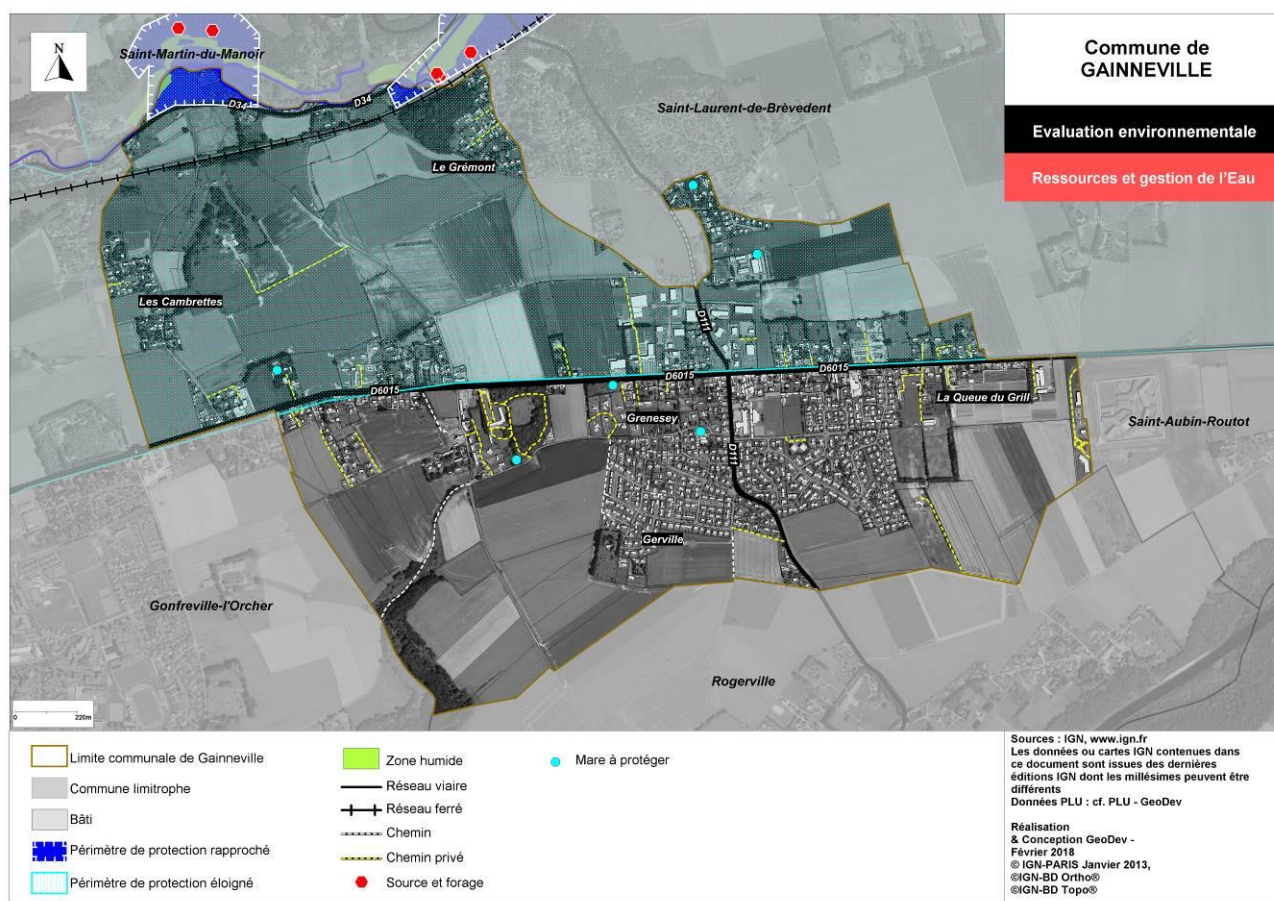 Commune de
GAINNEVILLE
Evaluation environnementale
Ressources et gestion de l'Eau
N
Saint-Martin-du-Manoir
D34
D34
Saint-Laurent-de-Brèvedent
Le Grémont
Les Cambrettes
D111
D6015
D6015
D6015
Grenesey
La Queue du Grill
Saint-Aubin-Routot
D111
Gerville
Gonfreville-l'Orcher
Rogerville
0 220m
Limite communale de Gainneville
Commune limitrophe
Bâti
Périmètre de protection rapproché
Périmètre de protection éloigné
Zone humide
Réseau viaire
Réseau ferré
Chemin
Chemin privé
Source et forage
Mare à protéger
Sources : IGN, www.ign.fr
Les données ou cartes IGN contenues dans
ce document sont issues des dernières
éditions IGN dont les millésimes peuvent être
différents
Données PLU : cf. PLU - GeoDev
Réalisation
& Conception GeoDev -
Février 2018
© IGN-PARIS Janvier 2013,
©IGN-BD Ortho®
©IGN-BD Topo®